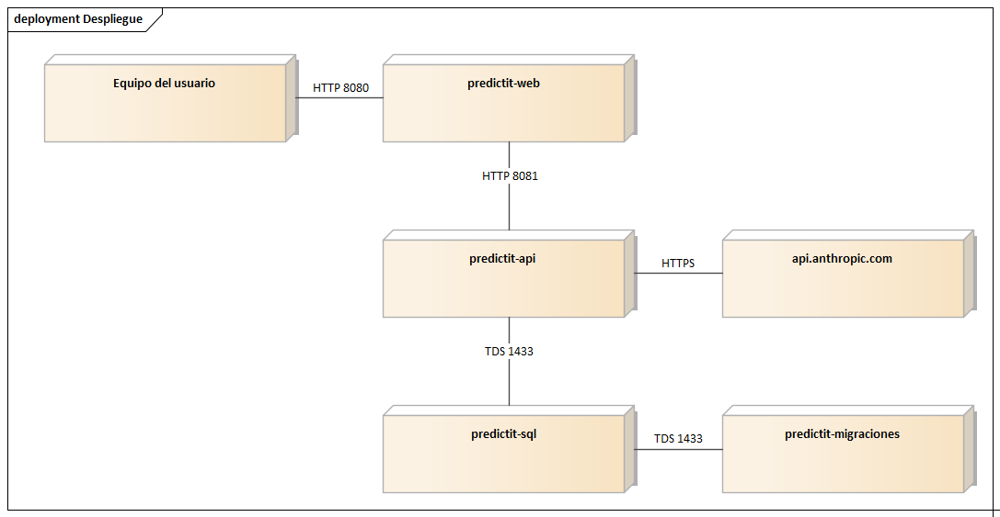 deployment Despliegue
Equipo del usuario
HTTP 8080
predictit-web
HTTP 8081
predictit-api
HTTPS
api.anthropic.com
TDS 1433
predictit-sql
TDS 1433
predictit-migraciones